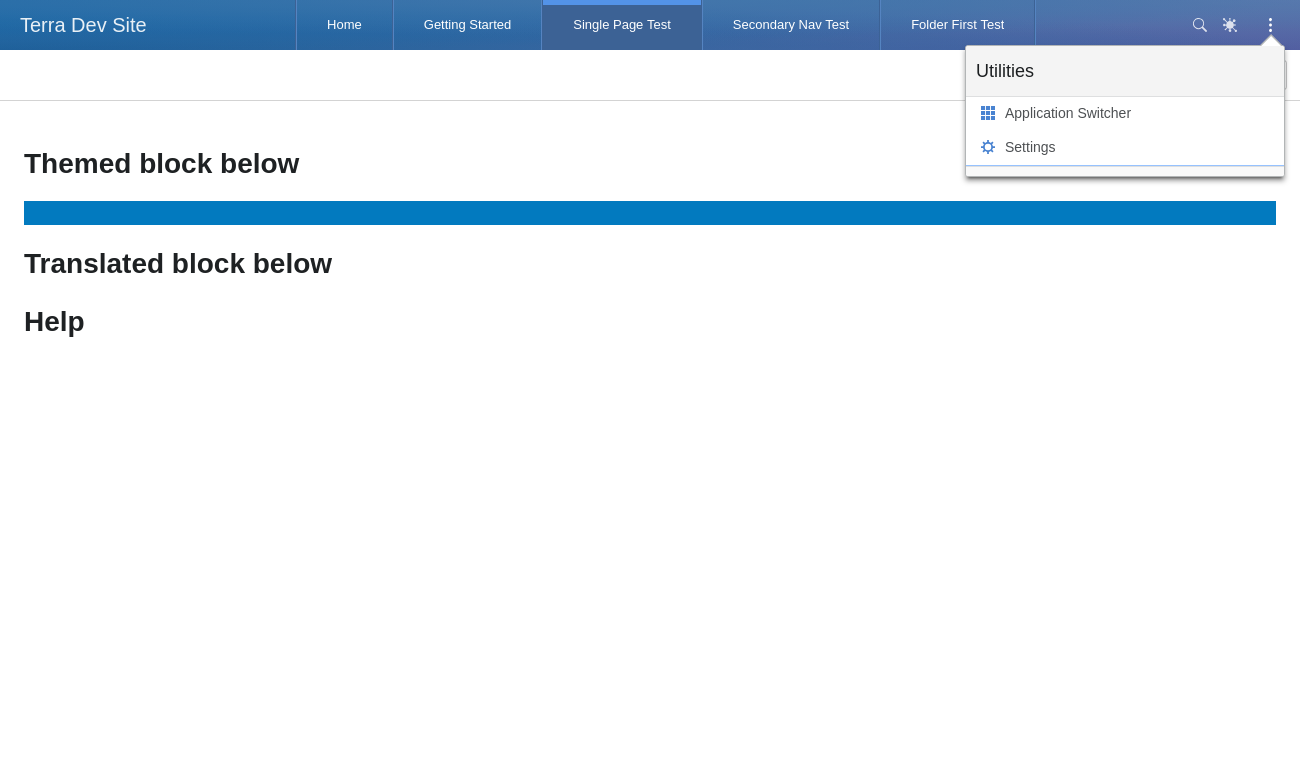 Terra Dev Site
Home
Getting Started
Single Page Test
Secondary Nav Test
Folder First Test
Utilities
Application Switcher
Settings
Themed block below
Translated block below
Help